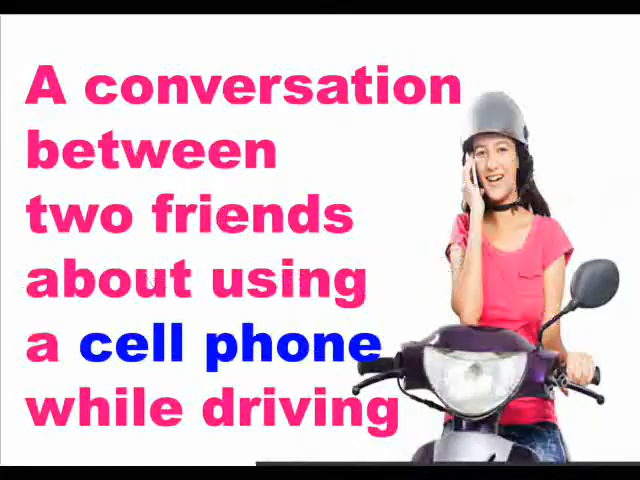 A conversation
between
two friends
about using
a cell phone
while driving